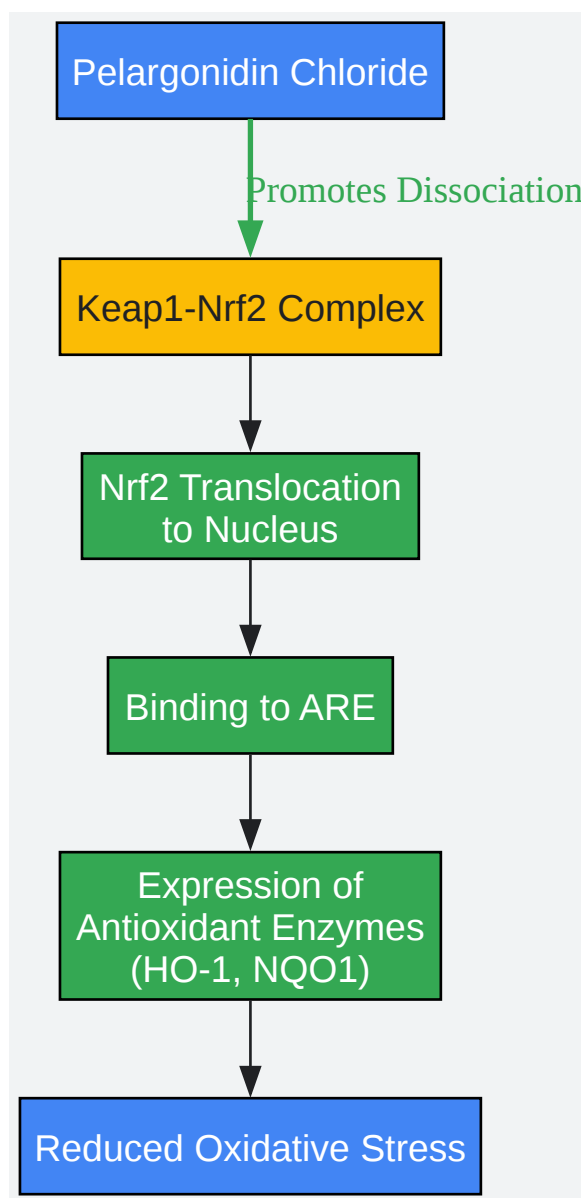 Pelargonidin Chloride
Promotes Dissociation
Keap1-Nrf2 Complex
Nrf2 Translocation
to Nucleus
Binding to ARE
Expression of
Antioxidant Enzymes
(HO-1, NQO1)
Reduced Oxidative Stress